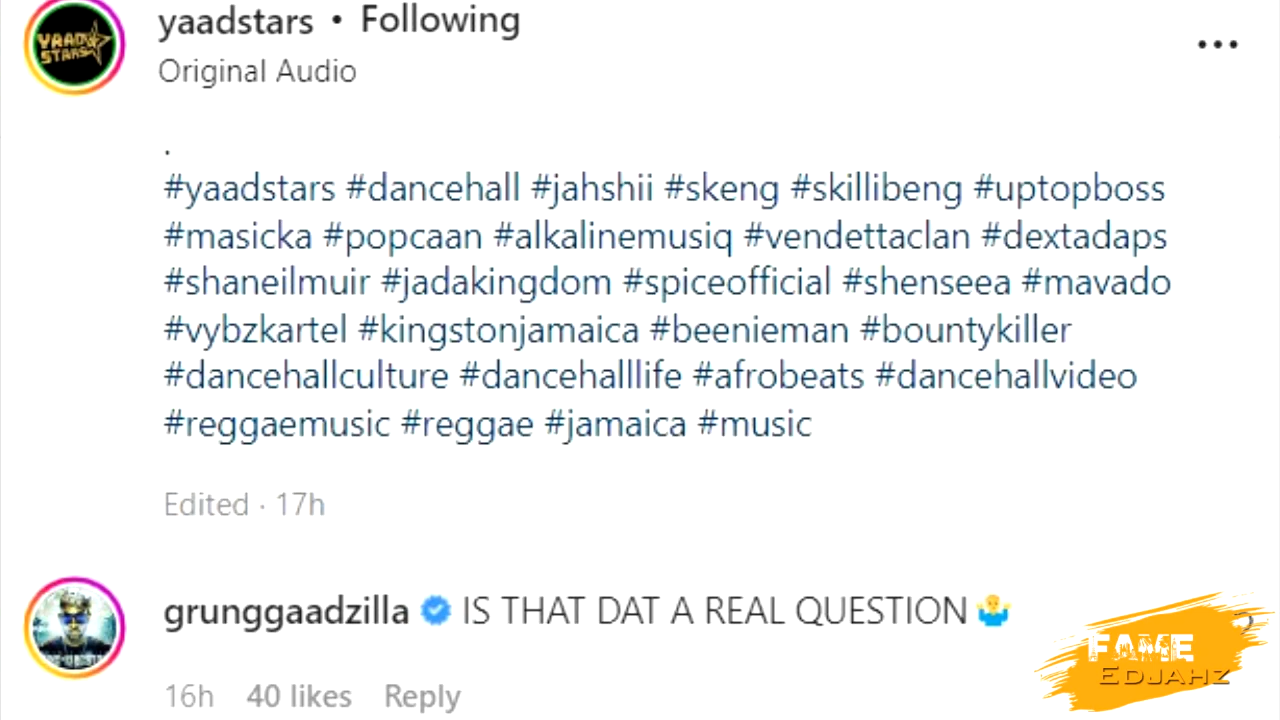 YAAD
STARS
yaadstars • Following
Original Audio
.
#yaadstars #dancehall #jahshii #skeng #skillibeng #uptopboss
#masicka #popcaan #alkalinemusiq #vendettaclan #dextadaps
#shaneilmuir #jadakingdom #spiceofficial #shenseea #mavado
#vybzkartel #kingstonjamaica #beenieman #bountykiller
#dancehallculture #dancehalllife #afrobeats #dancehallvideo
#reggaemusic #reggae #jamaica #music
Edited · 17h
grunggaadzilla IS THAT DAT A REAL QUESTION 🤷
16h 40 likes Reply
FAME
EDJAHZ